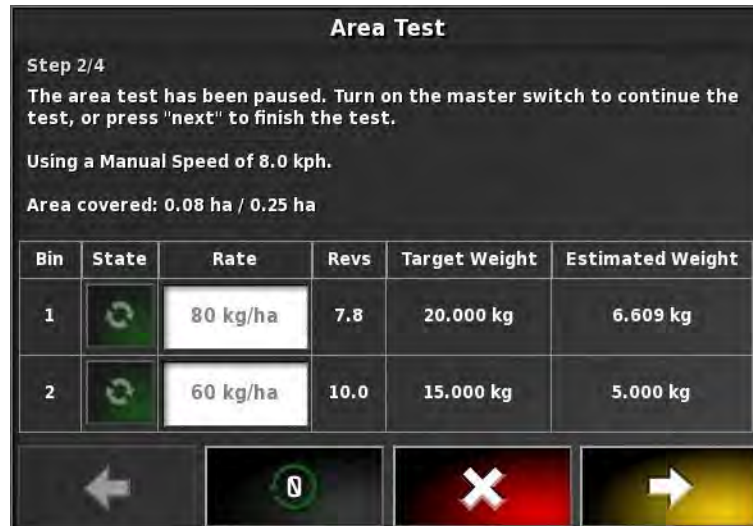 Area Test
Step 2/4
The area test has been paused. Turn on the master switch to continue the
test, or press "next" to finish the test.
Using a Manual Speed of 8.0 kph.
Area covered: 0.08 ha / 0.25 ha
Bin State Rate Revs Target Weight Estimated Weight
1 80 kg/ha 7.8 20.000 kg 6.609 kg
2 60 kg/ha 10.0 15.000 kg 5.000 kg
0